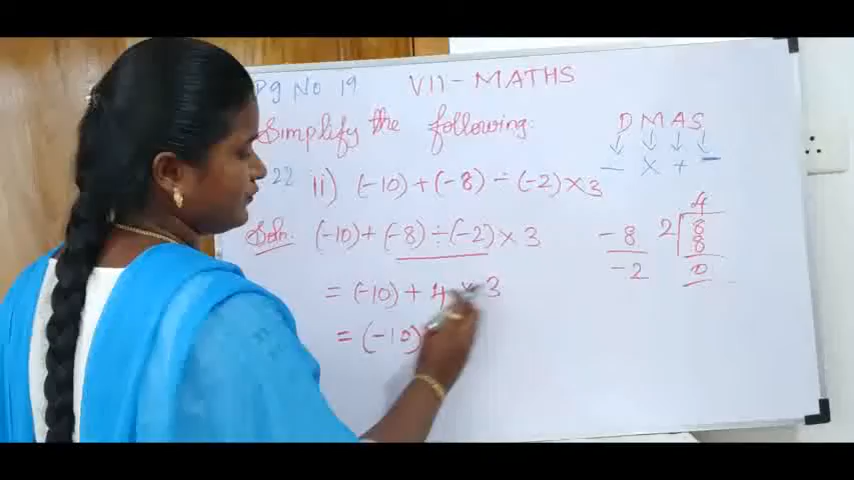 Pg No 19 VII - MATHS
Simplify the following:
DMAS
↓ ↓ ↓ ↓
÷ × + −
22 ii) (-10) + (-8) ÷ (-2) × 3
Soln. (-10) + (-8) ÷ (-2) × 3
= (-10) + 4 × 3
= (-10)
-8
-2
4
2 8
8
0